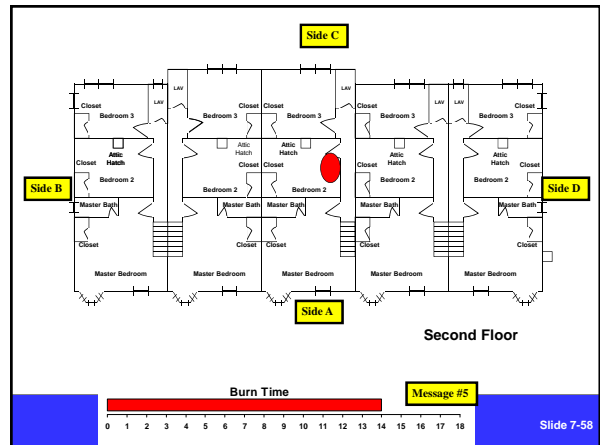 Side C
LAV LAV LAV LAV
Closet Closet Closet Closet
Bedroom 3 Bedroom 3 Bedroom 3 Bedroom 3 Bedroom 3
Attic Hatch Attic Hatch Attic Hatch Attic Hatch Attic Hatch
Closet Closet Closet Closet Closet
Side B
Bedroom 2 Bedroom 2 Bedroom 2 Bedroom 2 Bedroom 2
Side D
Master Bath Master Bath Master Bath Master Bath Master Bath
Closet Closet Closet Closet Closet
Master Bedroom Master Bedroom Master Bedroom Master Bedroom Master Bedroom
Side A
Second Floor
Burn Time
Message #5
0 1 2 3 4 5 6 7 8 9 10 11 12 13 14 15 16 17 18
Slide 7-58